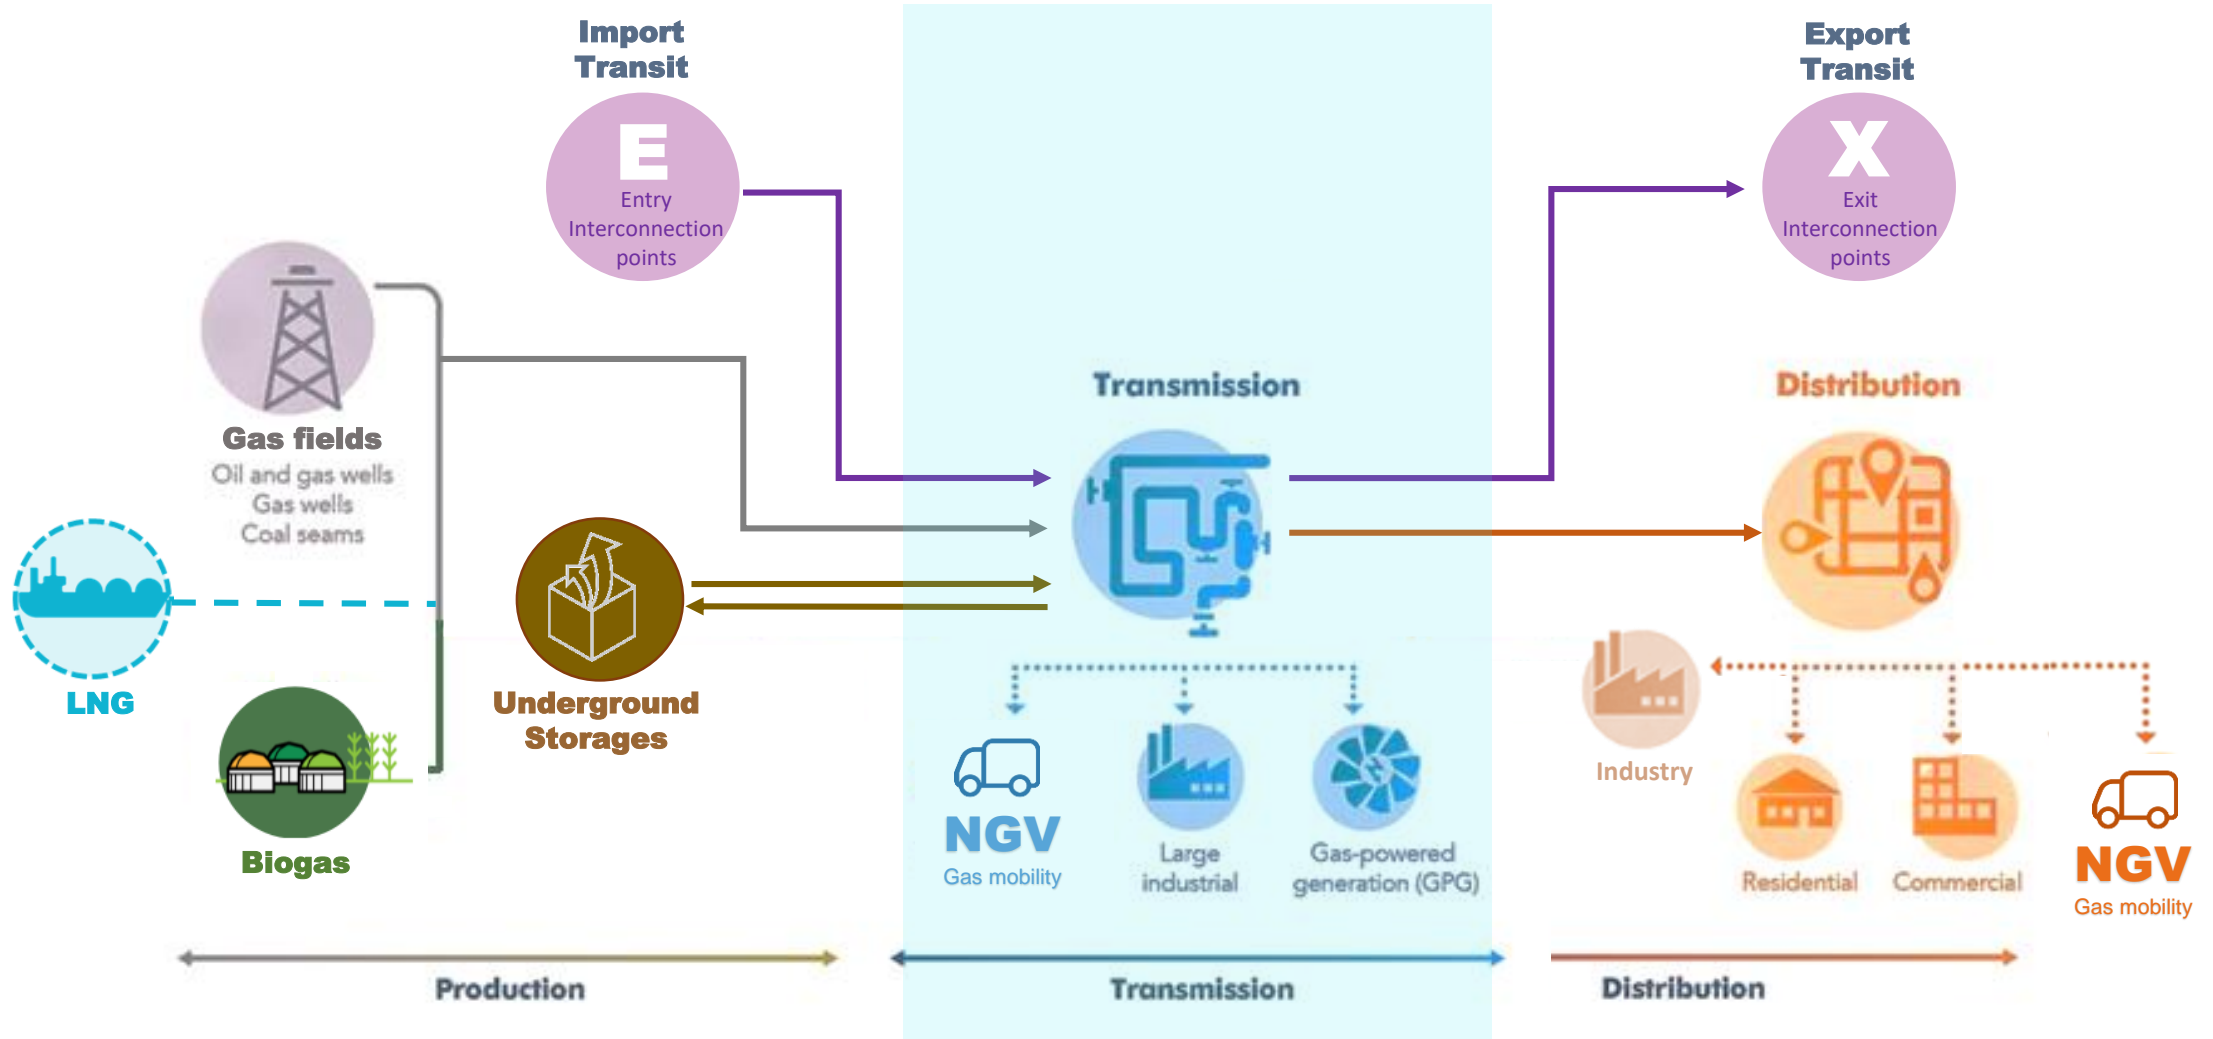 Import
Transit
E
Entry
Interconnection
points
Export
Transit
X
Exit
Interconnection
points
Gas fields
Oil and gas wells
Gas wells
Coal seams
LNG
Biogas
Underground
Storages
Transmission
NGV
Gas mobility
Large
industrial
Gas-powered
generation (GPG)
Distribution
Industry
Residential
Commercial
NGV
Gas mobility
Production
Transmission
Distribution